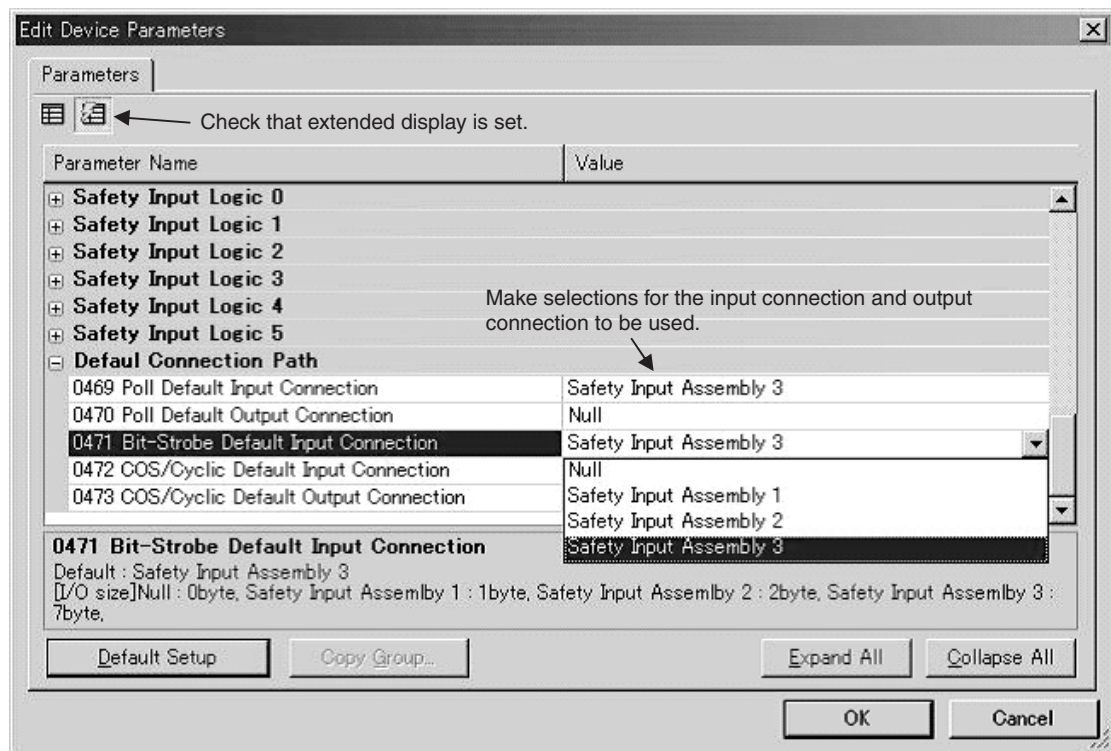 Edit Device Parameters
Parameters
Check that extended display is set.
Parameter Name Value
Safety Input Logic 0
Safety Input Logic 1
Safety Input Logic 2
Safety Input Logic 3
Safety Input Logic 4
Safety Input Logic 5
Make selections for the input connection and output
connection to be used.
Defaul Connection Path
0469 Poll Default Input Connection Safety Input Assembly 3
0470 Poll Default Output Connection Null
0471 Bit-Strobe Default Input Connection Safety Input Assembly 3
0472 COS/Cyclic Default Input Connection
0473 COS/Cyclic Default Output Connection
Null
Safety Input Assembly 1
Safety Input Assembly 2
Safety Input Assembly 3
0471 Bit-Strobe Default Input Connection
Default : Safety Input Assembly 3
[I/O size]Null : 0byte, Safety Input Assemlby 1 : 1byte, Safety Input Assemlby 2 : 2byte, Safety Input Assemlby 3 :
7byte,
Default Setup Copy Group... Expand All Collapse All
OK Cancel